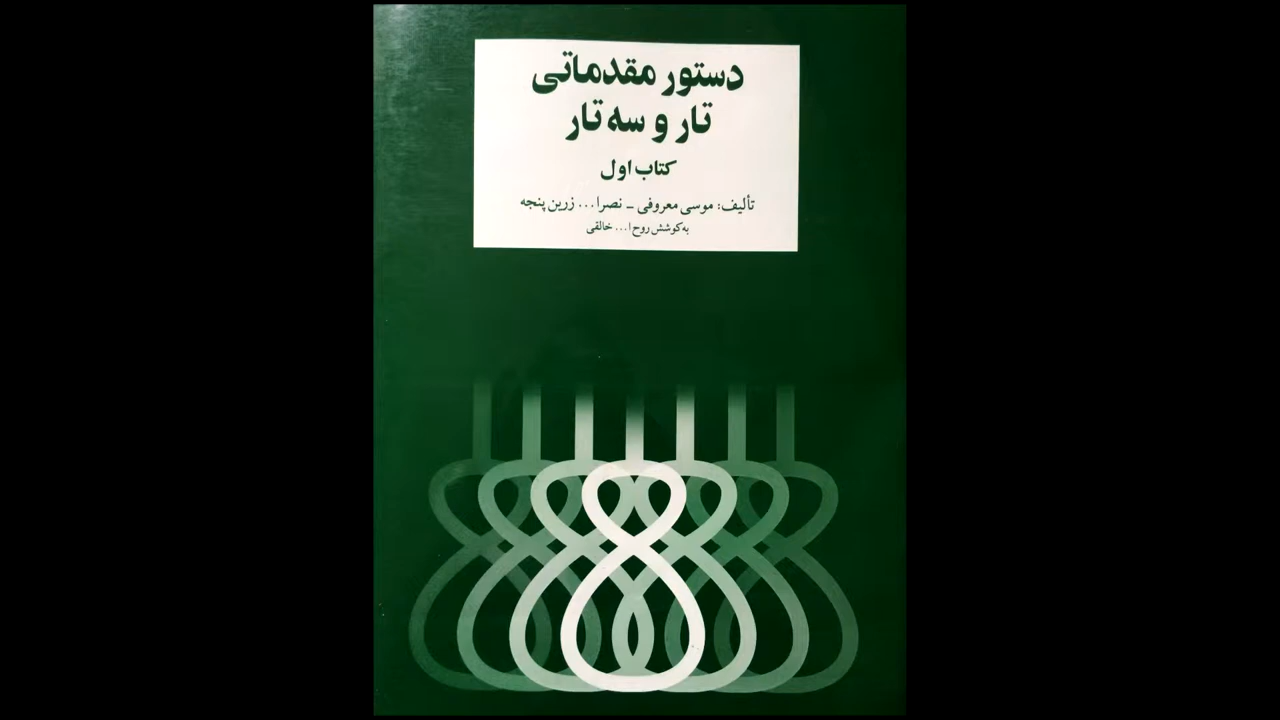 دستور مقدماتی
تار و سه تار
کتاب اول
تألیف: موسی معروفی - نصرا... زرین پنجه
به کوشش روح ا... خالقی